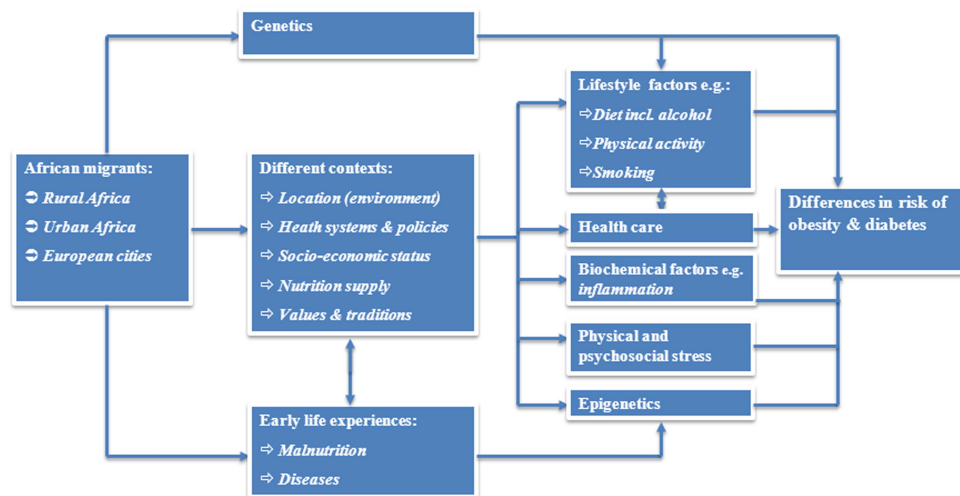 Genetics
African migrants:
Rural Africa
Urban Africa
European cities
Different contexts:
Location (environment)
Heath systems & policies
Socio-economic status
Nutrition supply
Values & traditions
Early life experiences:
Malnutrition
Diseases
Lifestyle factors e.g.:
Diet incl. alcohol
Physical activity
Smoking
Health care
Biochemical factors e.g.
inflammation
Physical and
psychosocial stress
Epigenetics
Differences in risk of
obesity & diabetes